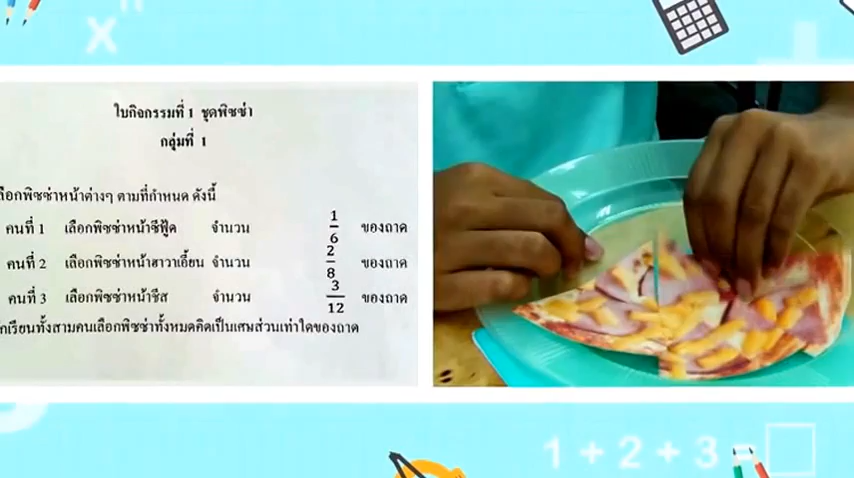 xⁿ
ใบกิจกรรมที่ 1 ชุดพิซซ่า
กลุ่มที่ 1
ลือกพิซซ่าหน้าต่างๆ ตามที่กำหนด ดังนี้
คนที่ 1 เลือกพิซซ่าหน้าซีฟู้ด จำนวน 1/6 ของถาด
คนที่ 2 เลือกพิซซ่าหน้าฮาวาเอี้ยน จำนวน 2/8 ของถาด
คนที่ 3 เลือกพิซซ่าหน้าชีส จำนวน 3/12 ของถาด
กเรียนทั้งสามคนเลือกพิซซ่าทั้งหมดคิดเป็นเศษส่วนเท่าใดของถาด
1 + 2 + 3 =